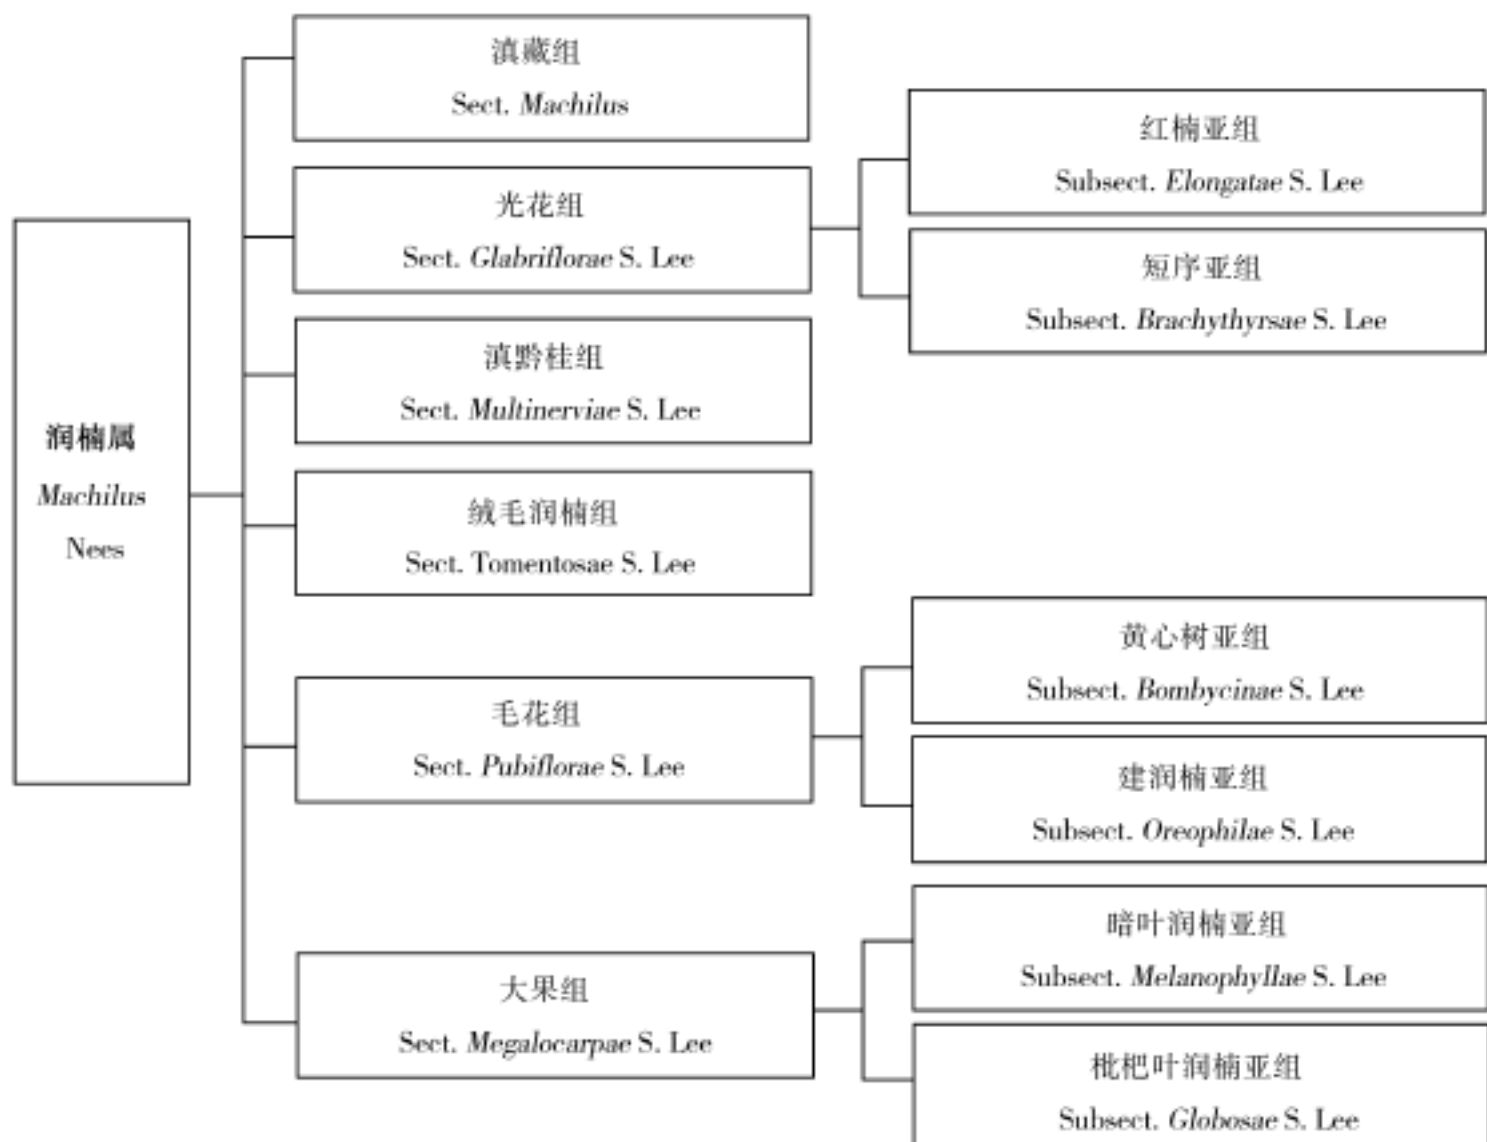 润楠属
Machilus
Nees
滇藏组
Sect. Machilus
光花组
Sect. Glabriflorae S. Lee
红楠亚组
Subsect. Elongatae S. Lee
短序亚组
Subsect. Brachythyrsae S. Lee
滇黔桂组
Sect. Multinerviae S. Lee
绒毛润楠组
Sect. Tomentosae S. Lee
毛花组
Sect. Pubiflorae S. Lee
黄心树亚组
Subsect. Bombycinae S. Lee
建润楠亚组
Subsect. Oreophilae S. Lee
大果组
Sect. Megalocarpae S. Lee
暗叶润楠亚组
Subsect. Melanophyllae S. Lee
枇杷叶润楠亚组
Subsect. Globosae S. Lee